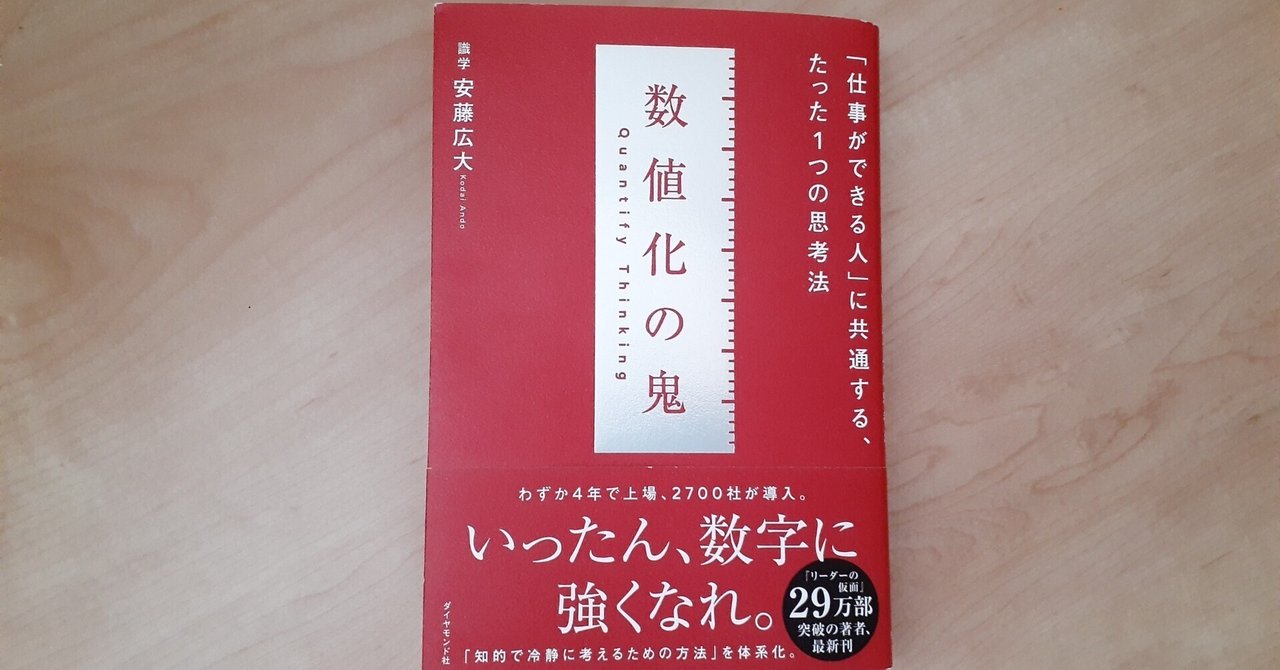 「仕事ができる人」に共通する、
たった1つの思考法
数値化の鬼
Quantify Thinking
識学 安藤広大
Kodai Ando
わずか4年で上場、2700社が導入。
いったん、数字に
強くなれ。
『リーダーの
仮面』
29万部
突破の著者、
最新刊
「知的で冷静に考えるための方法」を体系化。
ダイヤモンド社